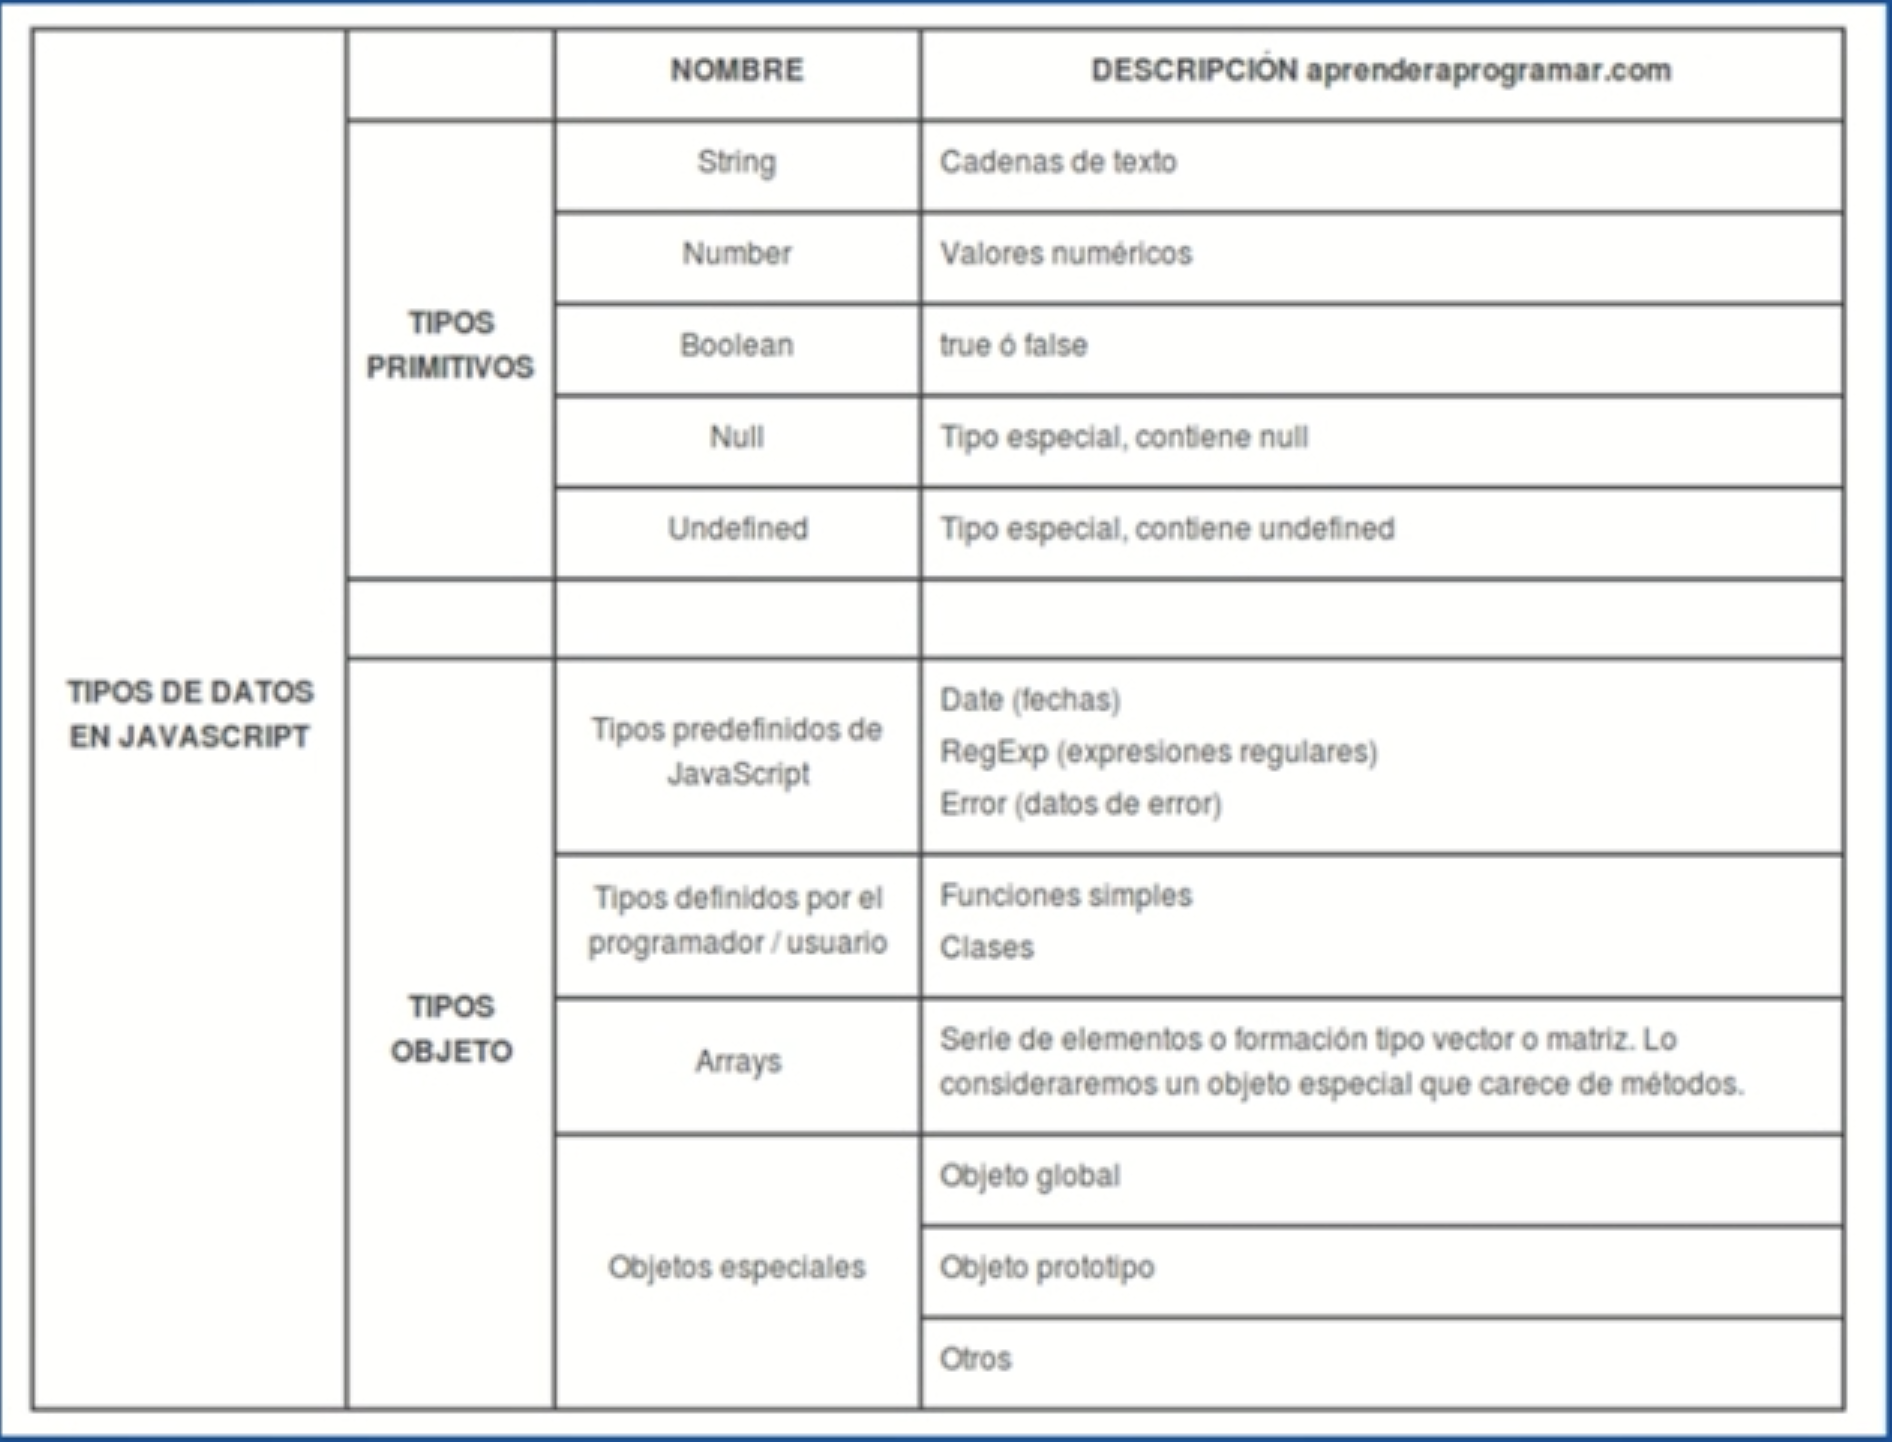 NOMBRE
DESCRIPCIÓN aprenderaprogramar.com
TIPOS DE DATOS
EN JAVASCRIPT
TIPOS
PRIMITIVOS
String
Cadenas de texto
Number
Valores numéricos
Boolean
true ó false
Null
Tipo especial, contiene null
Undefined
Tipo especial, contiene undefined
TIPOS
OBJETO
Tipos predefinidos de
JavaScript
Date (fechas)
RegExp (expresiones regulares)
Error (datos de error)
Tipos definidos por el
programador / usuario
Funciones simples
Clases
Arrays
Serie de elementos o formación tipo vector o matriz. Lo
consideraremos un objeto especial que carece de métodos.
Objetos especiales
Objeto global
Objeto prototipo
Otros